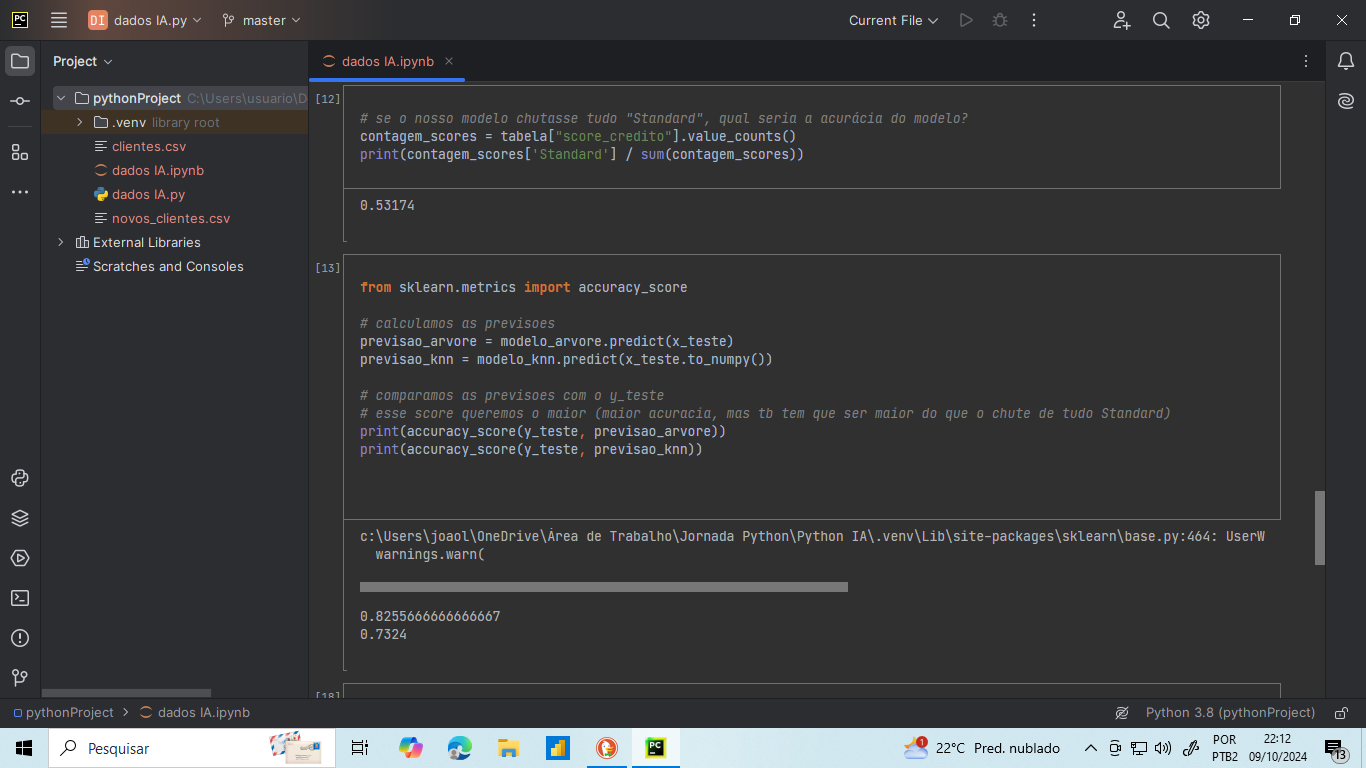 PC
DI dados IA.py
master
Current File
Project
dados IA.ipynb
pythonProject C:\Users\usuario\D
.venv library root
clientes.csv
dados IA.ipynb
dados IA.py
novos_clientes.csv
External Libraries
Scratches and Consoles
[12]
# se o nosso modelo chutasse tudo "Standard", qual seria a acurácia do modelo?
contagem_scores = tabela["score_credito"].value_counts()
print(contagem_scores['Standard'] / sum(contagem_scores))
0.53174
[13]
from sklearn.metrics import accuracy_score
# calculamos as previsoes
previsao_arvore = modelo_arvore.predict(x_teste)
previsao_knn = modelo_knn.predict(x_teste.to_numpy())
# comparamos as previsoes com o y_teste
# esse score queremos o maior (maior acuracia, mas tb tem que ser maior do que o chute de tudo Standard)
print(accuracy_score(y_teste, previsao_arvore))
print(accuracy_score(y_teste, previsao_knn))
c:\Users\joaol\OneDrive\Área de Trabalho\Jornada Python\Python IA\.venv\Lib\site-packages\sklearn\base.py:464: UserW
warnings.warn(
0.8255666666666667
0.7324
[18]
pythonProject > dados IA.ipynb
Python 3.8 (pythonProject)
Pesquisar
PC
1
22°C Pred. nublado
POR
PTB2
22:12
09/10/2024
13